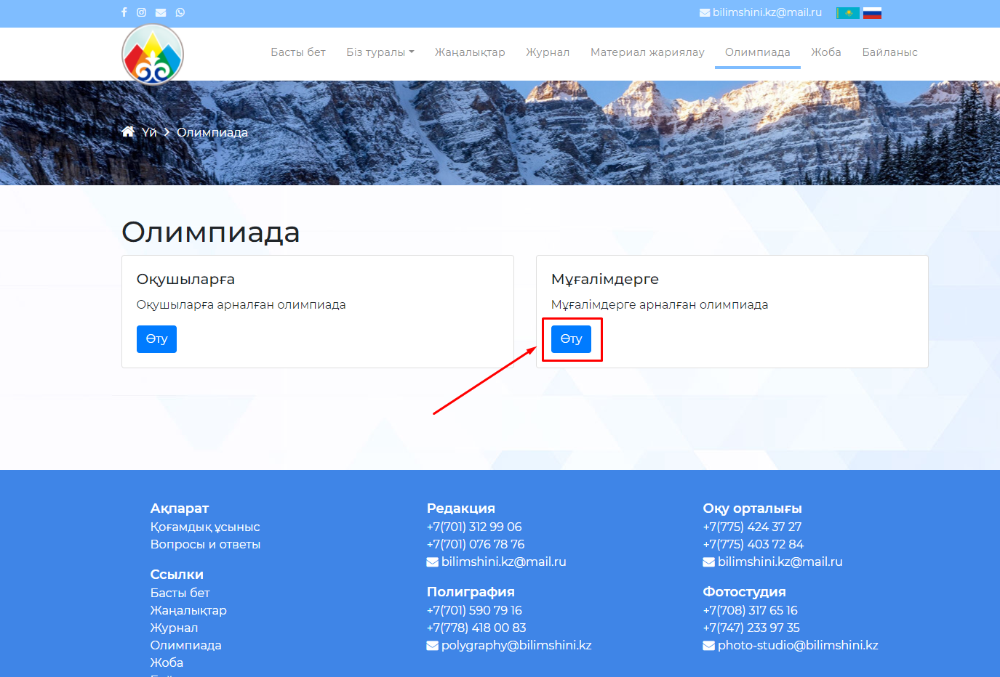 bilimshini.kz@mail.ru
Басты бет
Біз туралы
Жаңалықтар
Журнал
Материал жариялау
Олимпиада
Жоба
Байланыс
Үй
Олимпиада
Олимпиада
Оқушыларға
Оқушыларға арналған олимпиада
Өту
Мұғалімдерге
Мұғалімдерге арналған олимпиада
Өту
Ақпарат
Қоғамдық ұсыныс
Вопросы и ответы
Ссылки
Басты бет
Жаңалықтар
Журнал
Олимпиада
Жоба
Редакция
+7(701) 312 99 06
+7(701) 076 78 76
bilimshini.kz@mail.ru
Полиграфия
+7(701) 590 79 16
+7(778) 418 00 83
polygraphy@bilimshini.kz
Оқу орталығы
+7(775) 424 37 27
+7(775) 403 72 84
bilimshini.kz@mail.ru
Фотостудия
+7(708) 317 65 16
+7(747) 233 97 35
photo-studio@bilimshini.kz